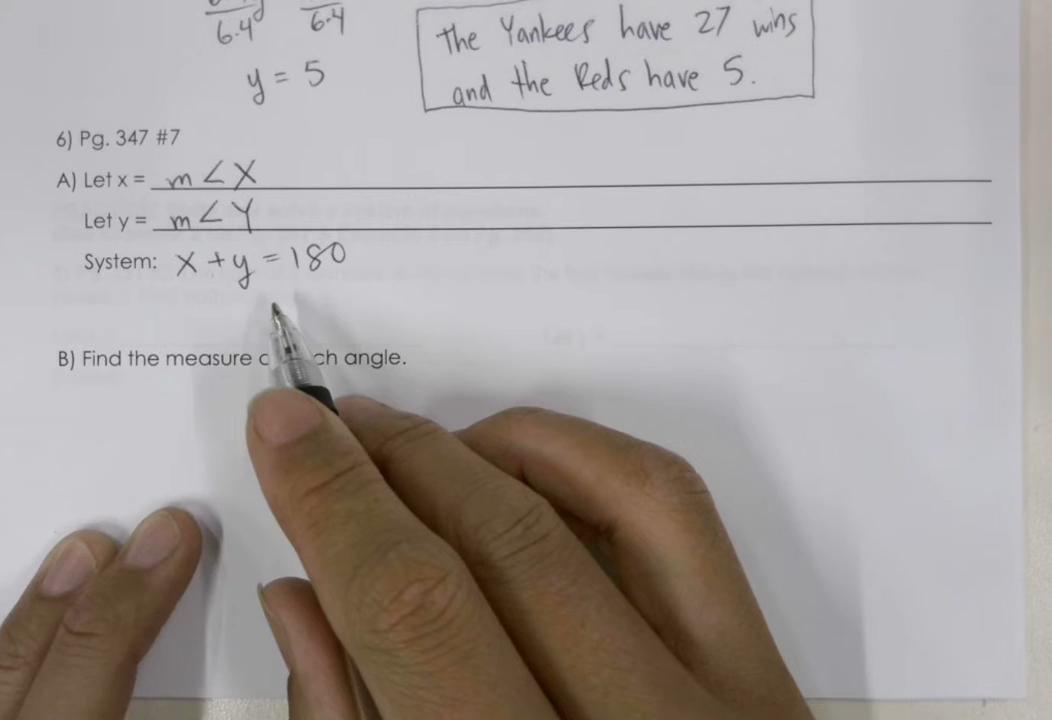 6.4 6.4
y = 5
The Yankees have 27 wins
and the Reds have 5.
6) Pg. 347 #7
A) Let x = m∠X
Let y = m∠Y
System: x + y = 180
B) Find the measure ch angle.